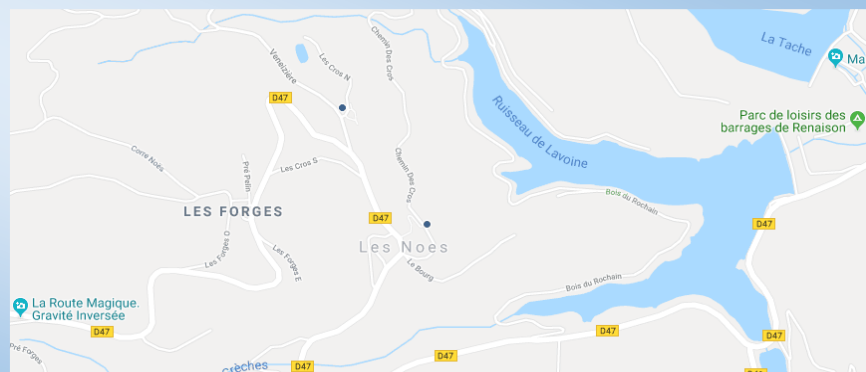 La Tache
Ma
Chemin Des Cros
Veneizière
Les Cros N
D47
Ruisseau de Lavoine
Parc de loisirs des
barrages de Renaison
Corre Noës
Pré Pelin
Les Cros S
Chemin Des Cros
Bois du Rochain
LES FORGES
D47
D47
Les Noes
Les Forges O
Les Forges E
Le Bourg
Bois du Rochain
La Route Magique.
Gravité Inversée
D47
D47
D47
Pré Forges
D47
D47
Crèches